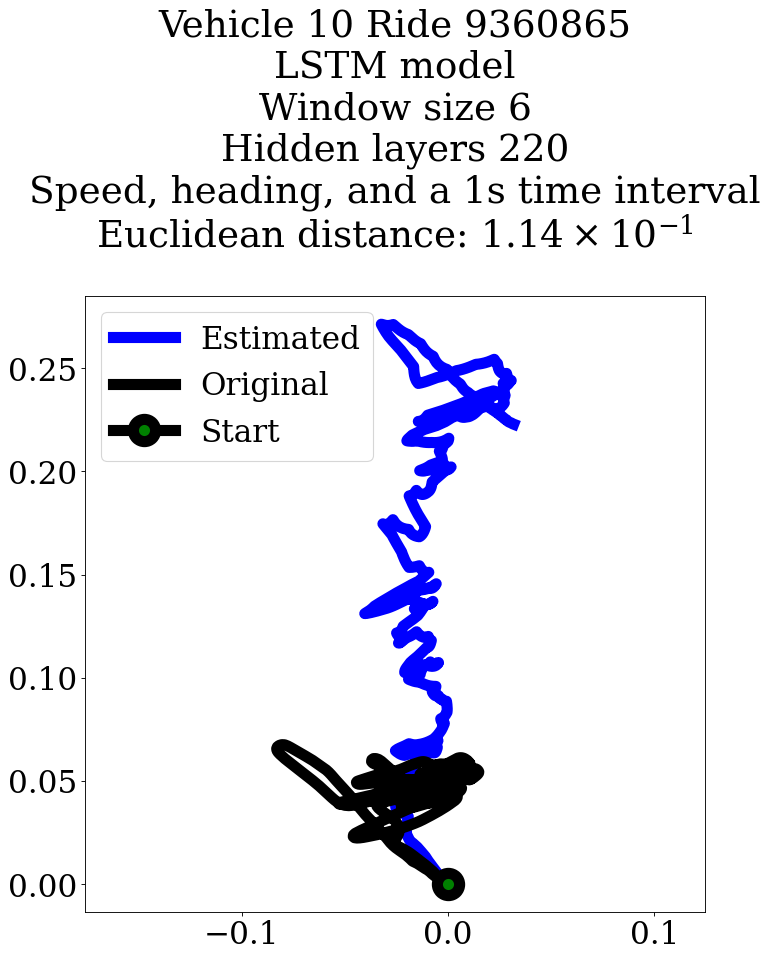 Vehicle 10 Ride 9360865
LSTM model
Window size 6
Hidden layers 220
Speed, heading, and a 1s time interval
Euclidean distance: 1.14 × 10⁻¹
Estimated
Original
Start
0.25
0.20
0.15
0.10
0.05
0.00
−0.1 0.0 0.1